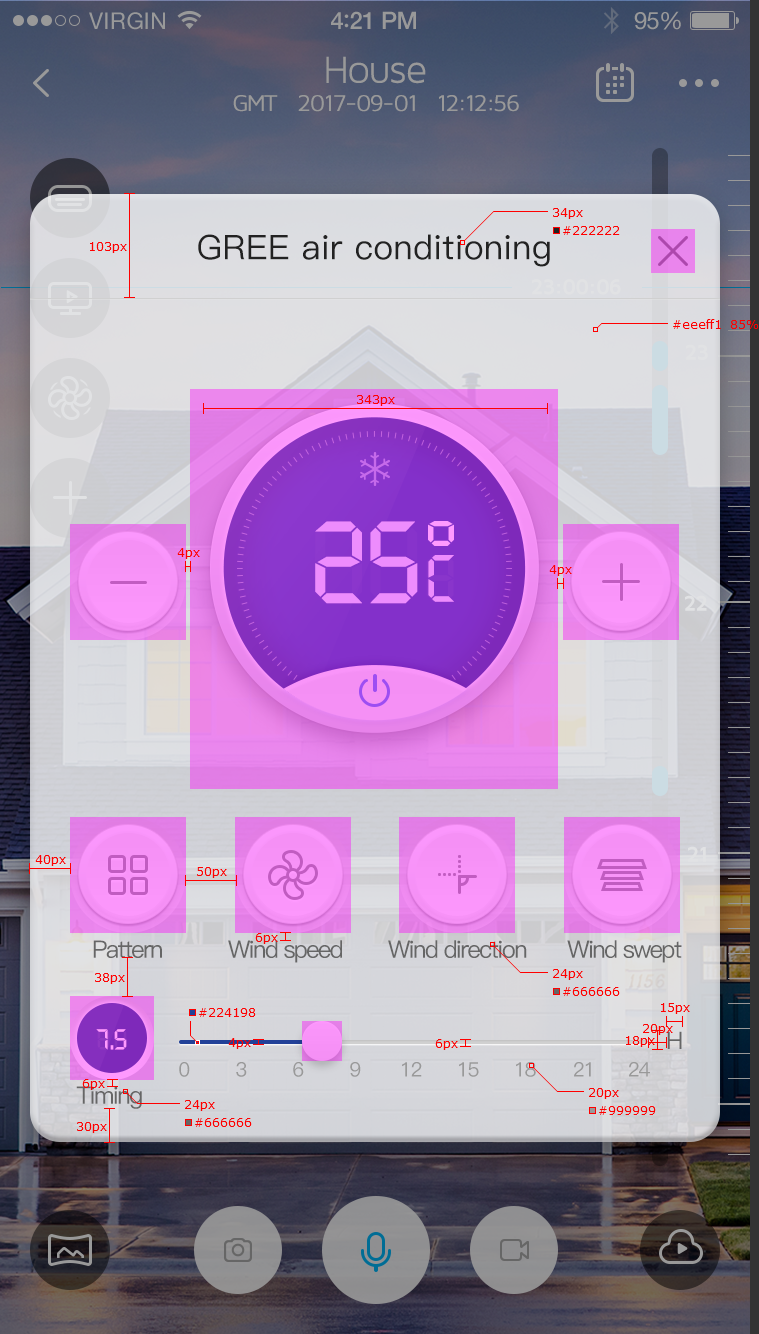 VIRGIN 4:21 PM 95%
House
GMT 2017-09-01 12:12:56
34px
#222222
103px
GREE air conditioning
23:00:06
#eeeff1 85%
23
343px
4px
25°C
4px
22
21
40px
50px
6px
Pattern Wind speed Wind direction Wind swept
38px
24px
#666666
1158
7.5
#224198
15px
20px
4px
6px
18px
H
0 3 6 9 12 15 18 21 24
6px
Timing
24px
#666666
20px
#999999
30px